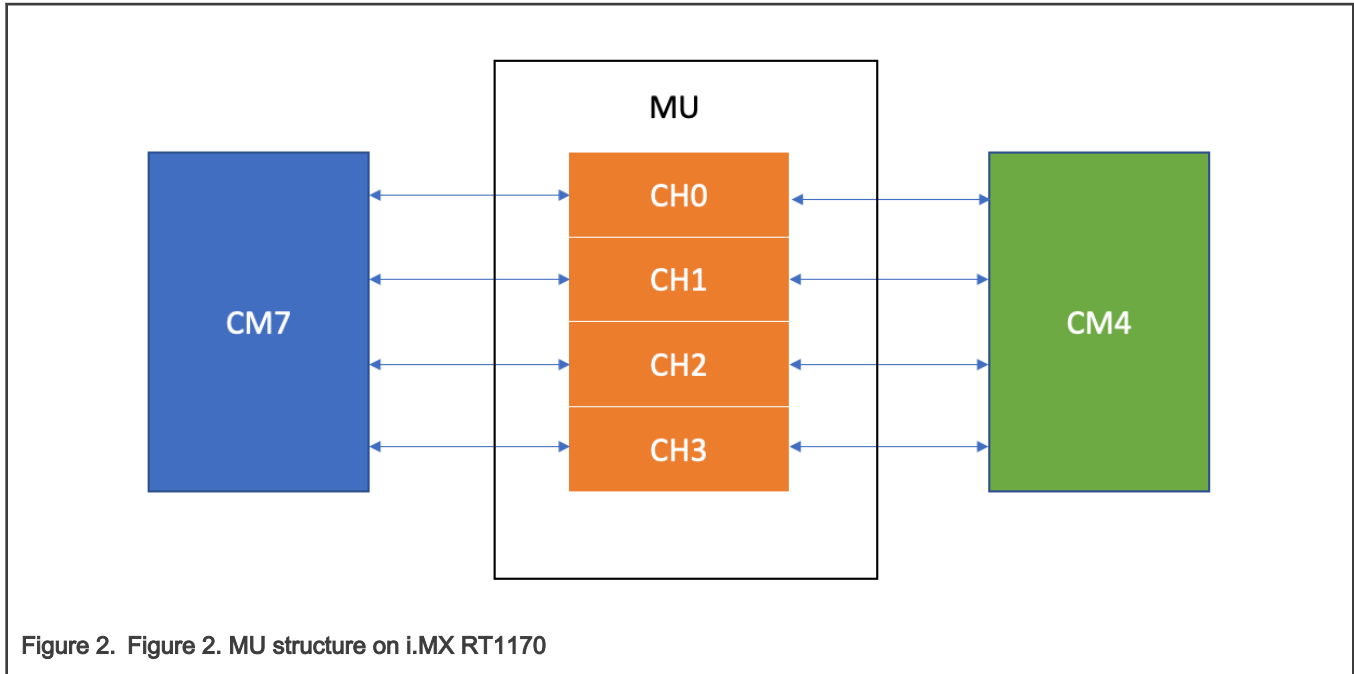 MU
CH0
CH1
CM7
CM4
CH2
CH3
Figure 2. Figure 2. MU structure on i.MX RT1170